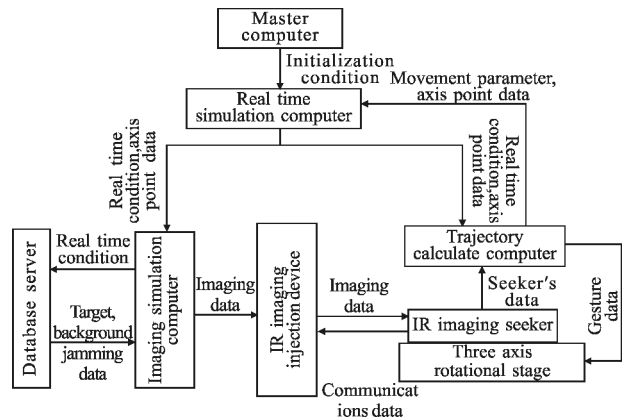 Master
computer
Initialization
condition
Movement parameter,
axis point data
Real time
simulation computer
Real time
condition,axis
point data
Real time
condition,axis
point data
Trajectory
calculate computer
Database server
Real time
condition
Target,
background
jamming
data
Imaging simulation
computer
Imaging
data
IR imaging
injection device
Imaging
data
Seeker's
data
IR imaging seeker
Three axis
rotational stage
Gesture
data
Communicat
ions data